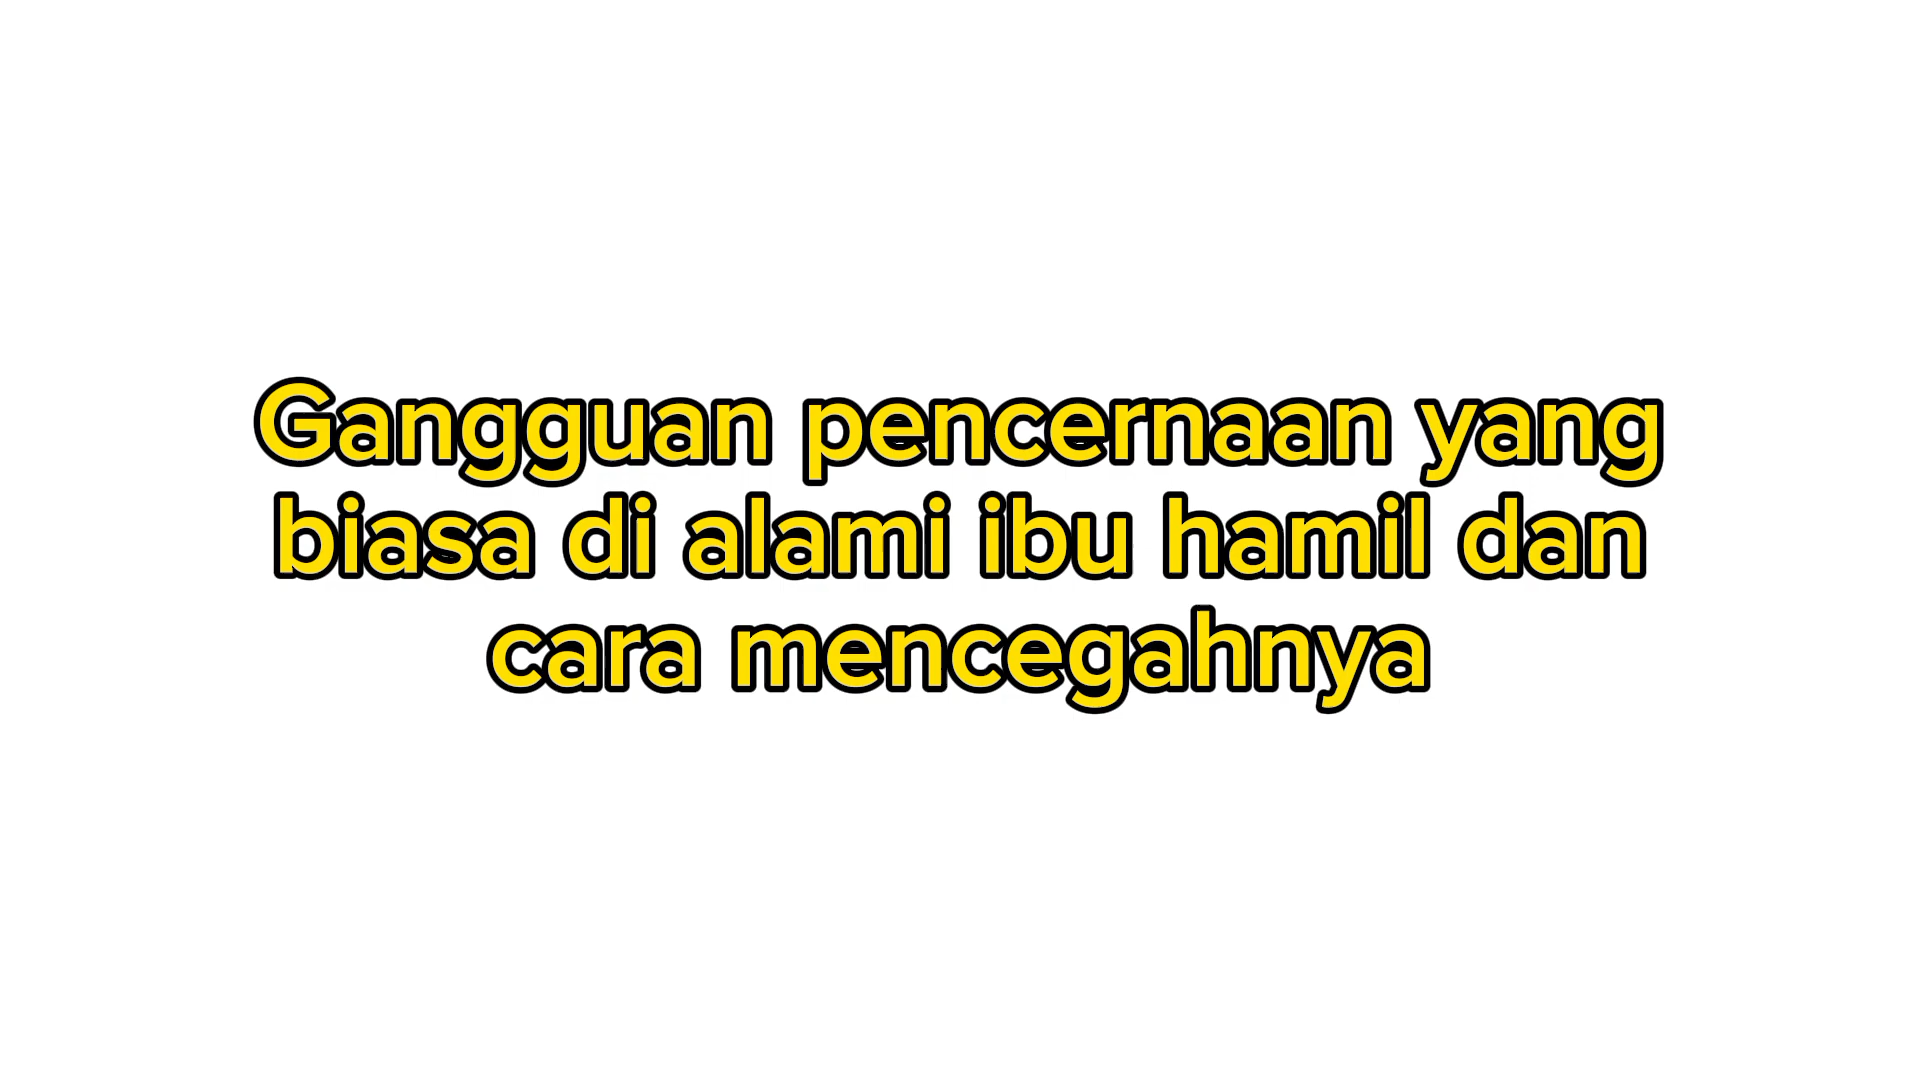 Gangguan pencernaan yang
biasa di alami ibu hamil dan
cara mencegahnya